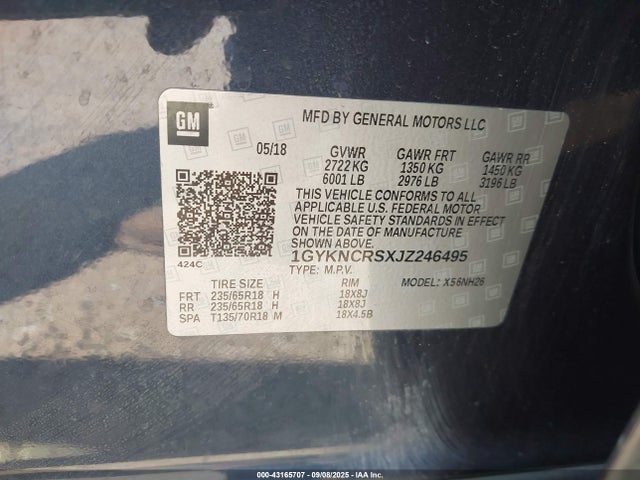 GM
MFD BY GENERAL MOTORS LLC
05/18 GVWR GAWR FRT GAWR RR
2722 KG 1350 KG 1450 KG
6001 LB 2976 LB 3196 LB
THIS VEHICLE CONFORMS TO ALL
APPLICABLE U.S. FEDERAL MOTOR
VEHICLE SAFETY STANDARDS IN EFFECT
ON THE DATE OF MANUFACTURE
SHOWN ABOVE.
424C 1GYKNCRSXJZ246495
TYPE: M.P.V. MODEL: XS6NH26
TIRE SIZE RIM
FRT 235/65R18 H 18X8J
RR 235/65R18 H 18X8J
SPA T135/70R18 M 18X4.5B
000-43165707 - 09/08/2025 - IAAI.COM